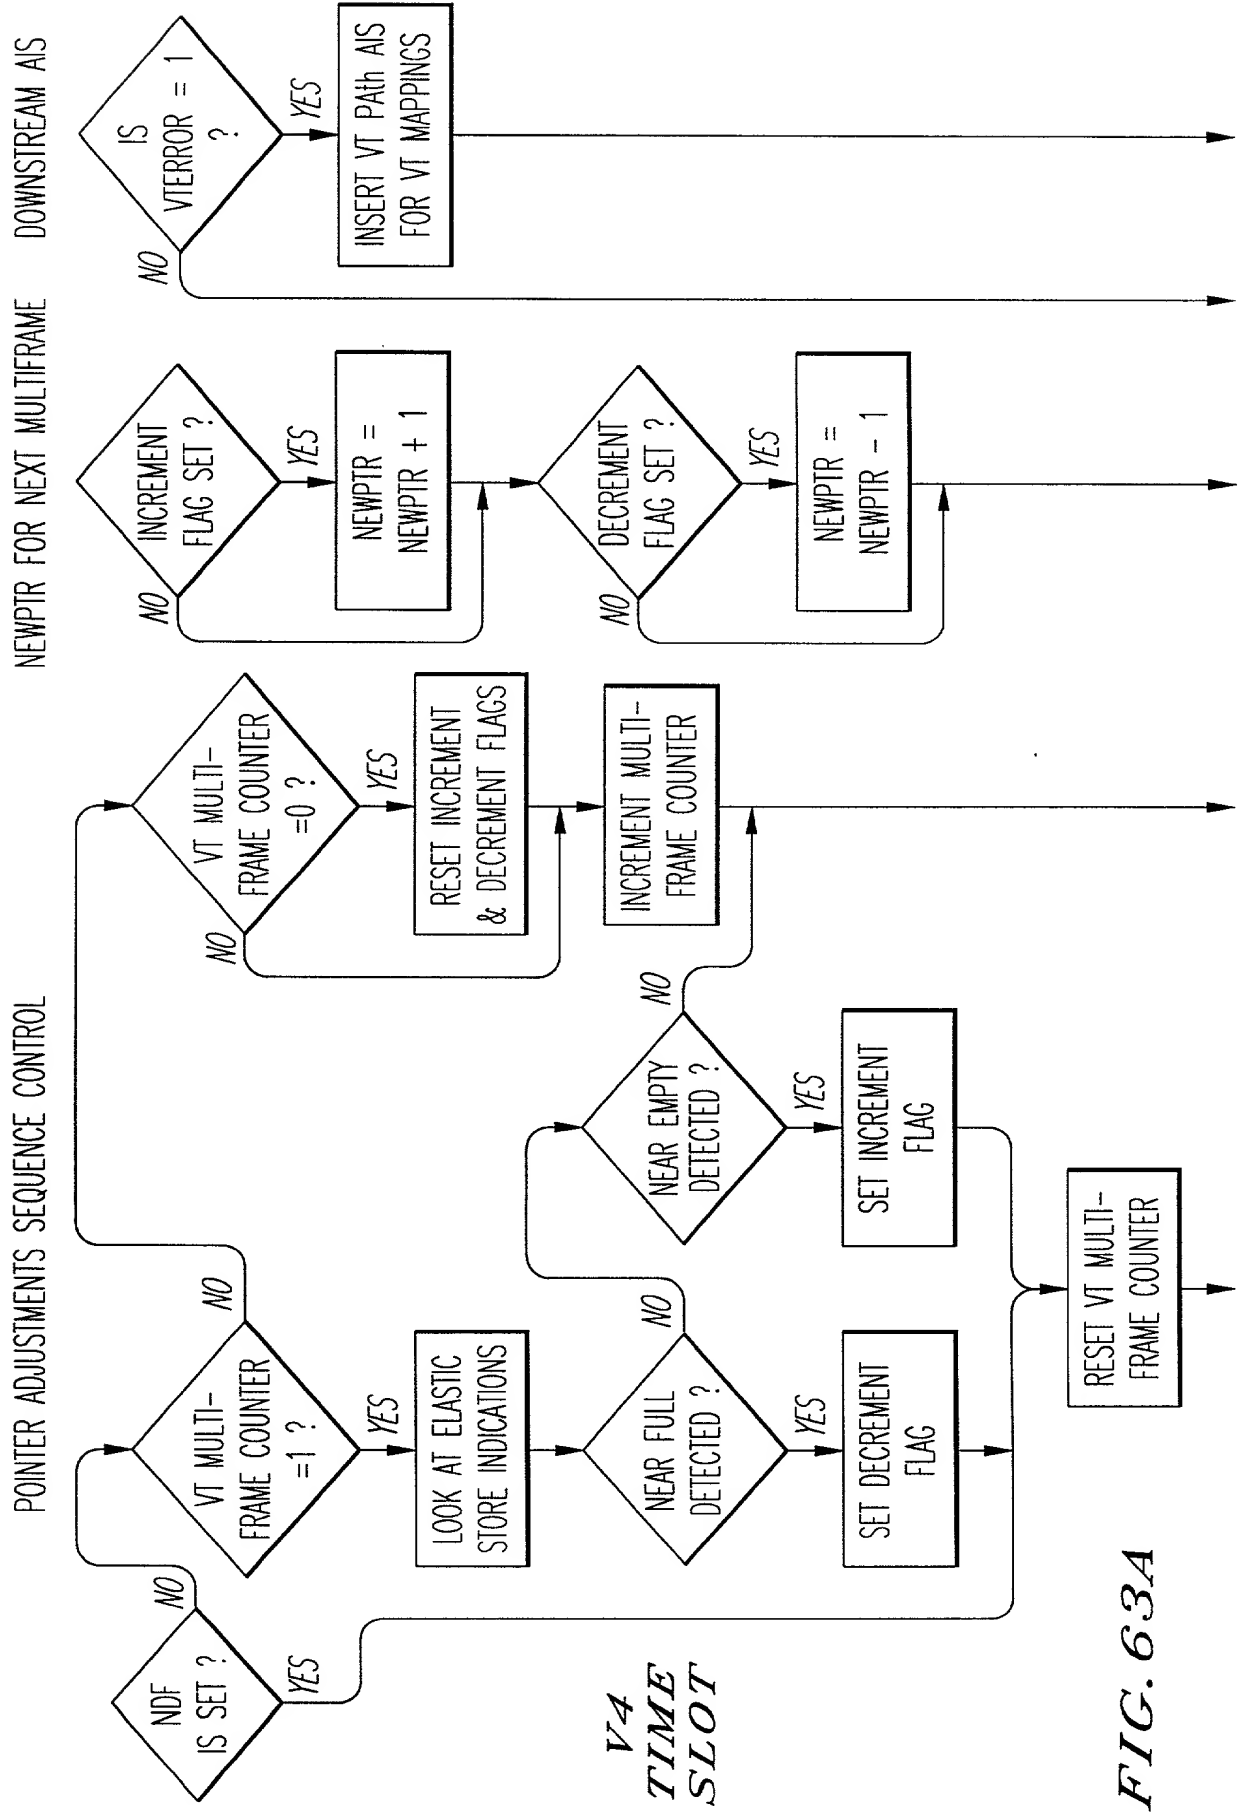 POINTER ADJUSTMENTS SEQUENCE CONTROL
NEWPTR FOR NEXT MULTIFRAME
DOWNSTREAM AIS
NDF
IS SET ?
NO
YES
VT MULTI-
FRAME COUNTER
=1 ?
NO
YES
LOOK AT ELASTIC
STORE INDICATIONS
NEAR FULL
DETECTED ?
NO
YES
SET DECREMENT
FLAG
NEAR EMPTY
DETECTED ?
NO
YES
SET INCREMENT
FLAG
RESET VT MULTI-
FRAME COUNTER
VT MULTI-
FRAME COUNTER
=0 ?
NO
YES
RESET INCREMENT
& DECREMENT FLAGS
INCREMENT MULTI-
FRAME COUNTER
INCREMENT
FLAG SET ?
NO
YES
NEWPTR =
NEWPTR + 1
DECREMENT
FLAG SET ?
NO
YES
NEWPTR =
NEWPTR - 1
IS
VTERROR = 1
?
NO
YES
INSERT VT PAth AIS
FOR VT MAPPINGS
V4
TIME
SLOT
FIG. 63A